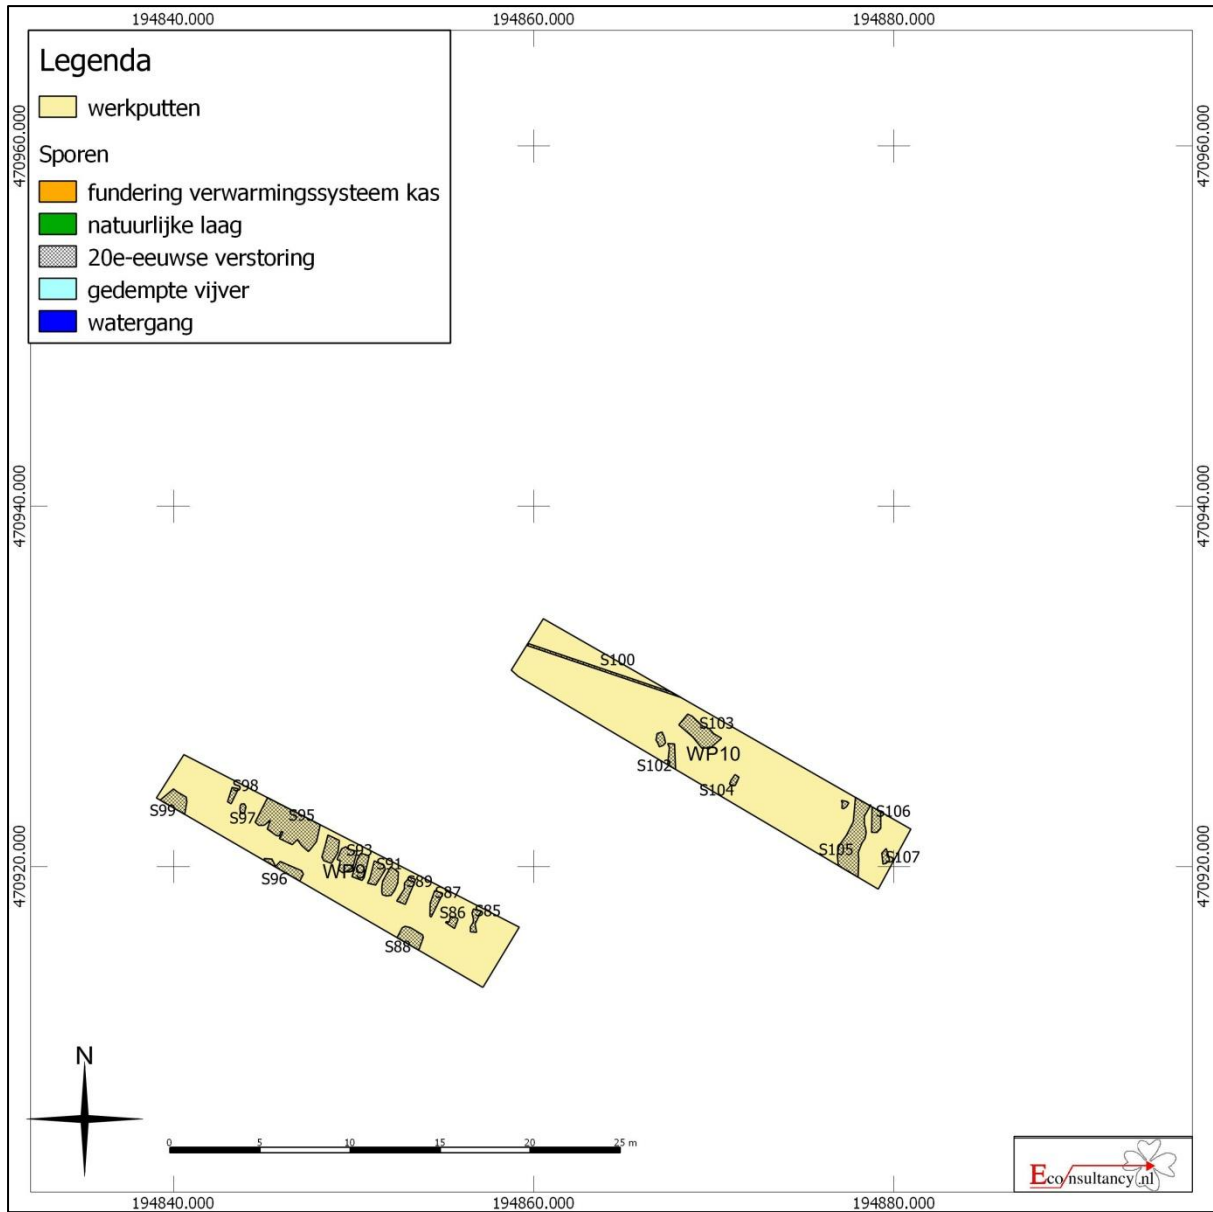 194840.000 194860.000 194880.000
Legenda
werkputten
Sporen
fundering verwarmingssysteem kas
natuurlijke laag
20e-eeuwse verstoring
gedempte vijver
watergang
470960.000 470960.000
470940.000 470940.000
S100
S103
WP10
S102
S104
S106
S105
S107
S98
S99
S97
S95
S93
WP9
S91
S96
S89
S87
S86
S85
S88
470920.000 470920.000
N
0 5 10 15 20 25 m
Econsultancy.nl
194840.000 194860.000 194880.000